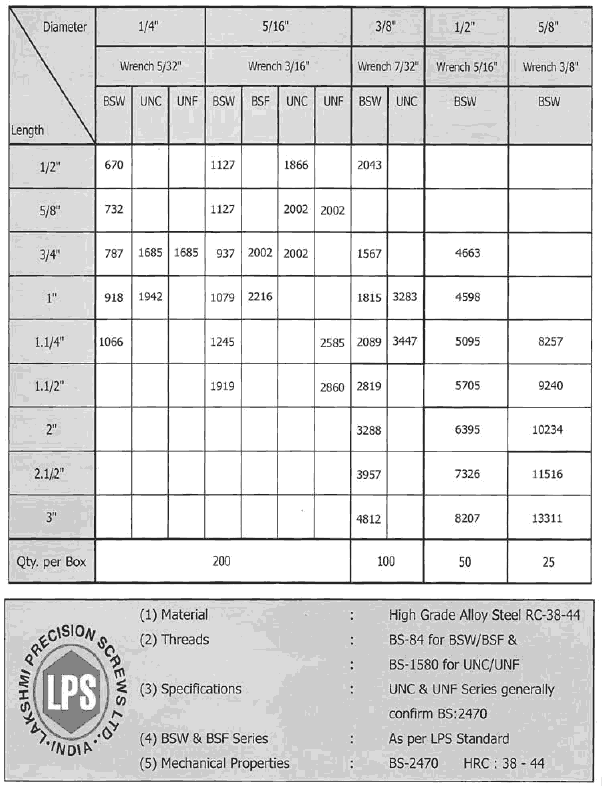 Diameter 1/4" 5/16" 3/8" 1/2" 5/8"
Wrench 5/32" Wrench 3/16" Wrench 7/32" Wrench 5/16" Wrench 3/8"
Length BSW UNC UNF BSW BSF UNC UNF BSW UNC BSW BSW
1/2" 670 1127 1866 2043
5/8" 732 1127 2002 2002
3/4" 787 1685 1685 937 2002 2002 1567 4663
1" 918 1942 1079 2216 1815 3283 4598
1.1/4" 1066 1245 2585 2089 3447 5095 8257
1.1/2" 1919 2860 2819 5705 9240
2" 3288 6395 10234
2.1/2" 3957 7326 11516
3" 4812 8207 13311
Qty. per Box 200 100 50 25
LAKSHMI PRECISION SCREWS LTD.
LPS
INDIA
(1) Material : High Grade Alloy Steel RC-38-44
(2) Threads : BS-84 for BSW/BSF &
: BS-1580 for UNC/UNF
(3) Specifications : UNC & UNF Series generally
confirm BS:2470
(4) BSW & BSF Series : As per LPS Standard
(5) Mechanical Properties : BS-2470 HRC : 38 - 44